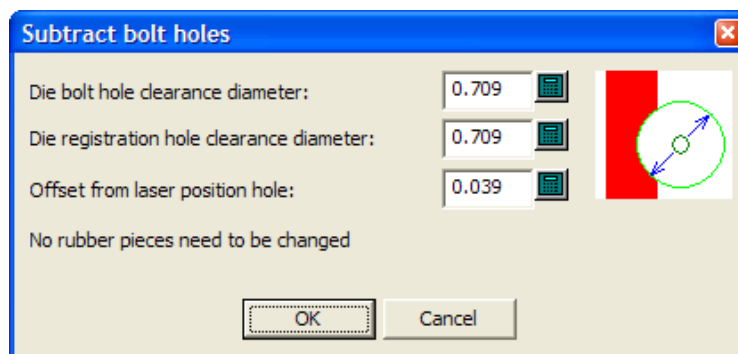 Subtract bolt holes
Die bolt hole clearance diameter: 0.709
Die registration hole clearance diameter: 0.709
Offset from laser position hole: 0.039
No rubber pieces need to be changed
OK Cancel